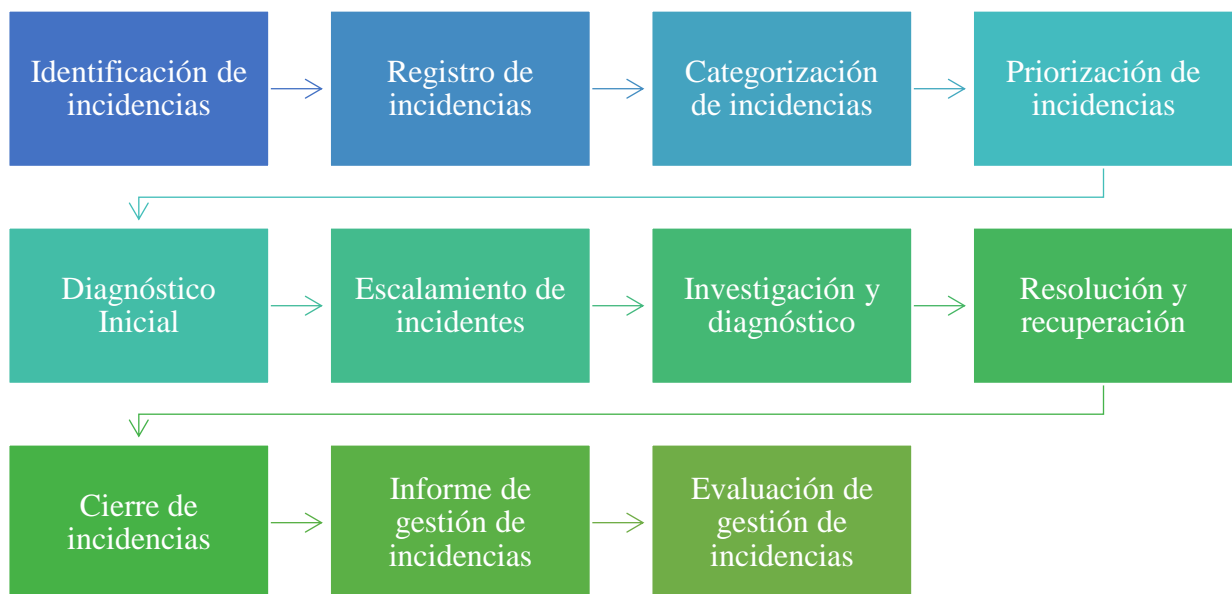 Identificación de
incidencias
Registro de
incidencias
Categorización
de incidencias
Priorización de
incidencias
Diagnóstico
Inicial
Escalamiento de
incidentes
Investigación y
diagnóstico
Resolución y
recuperación
Cierre de
incidencias
Informe de
gestión de
incidencias
Evaluación de
gestión de
incidencias